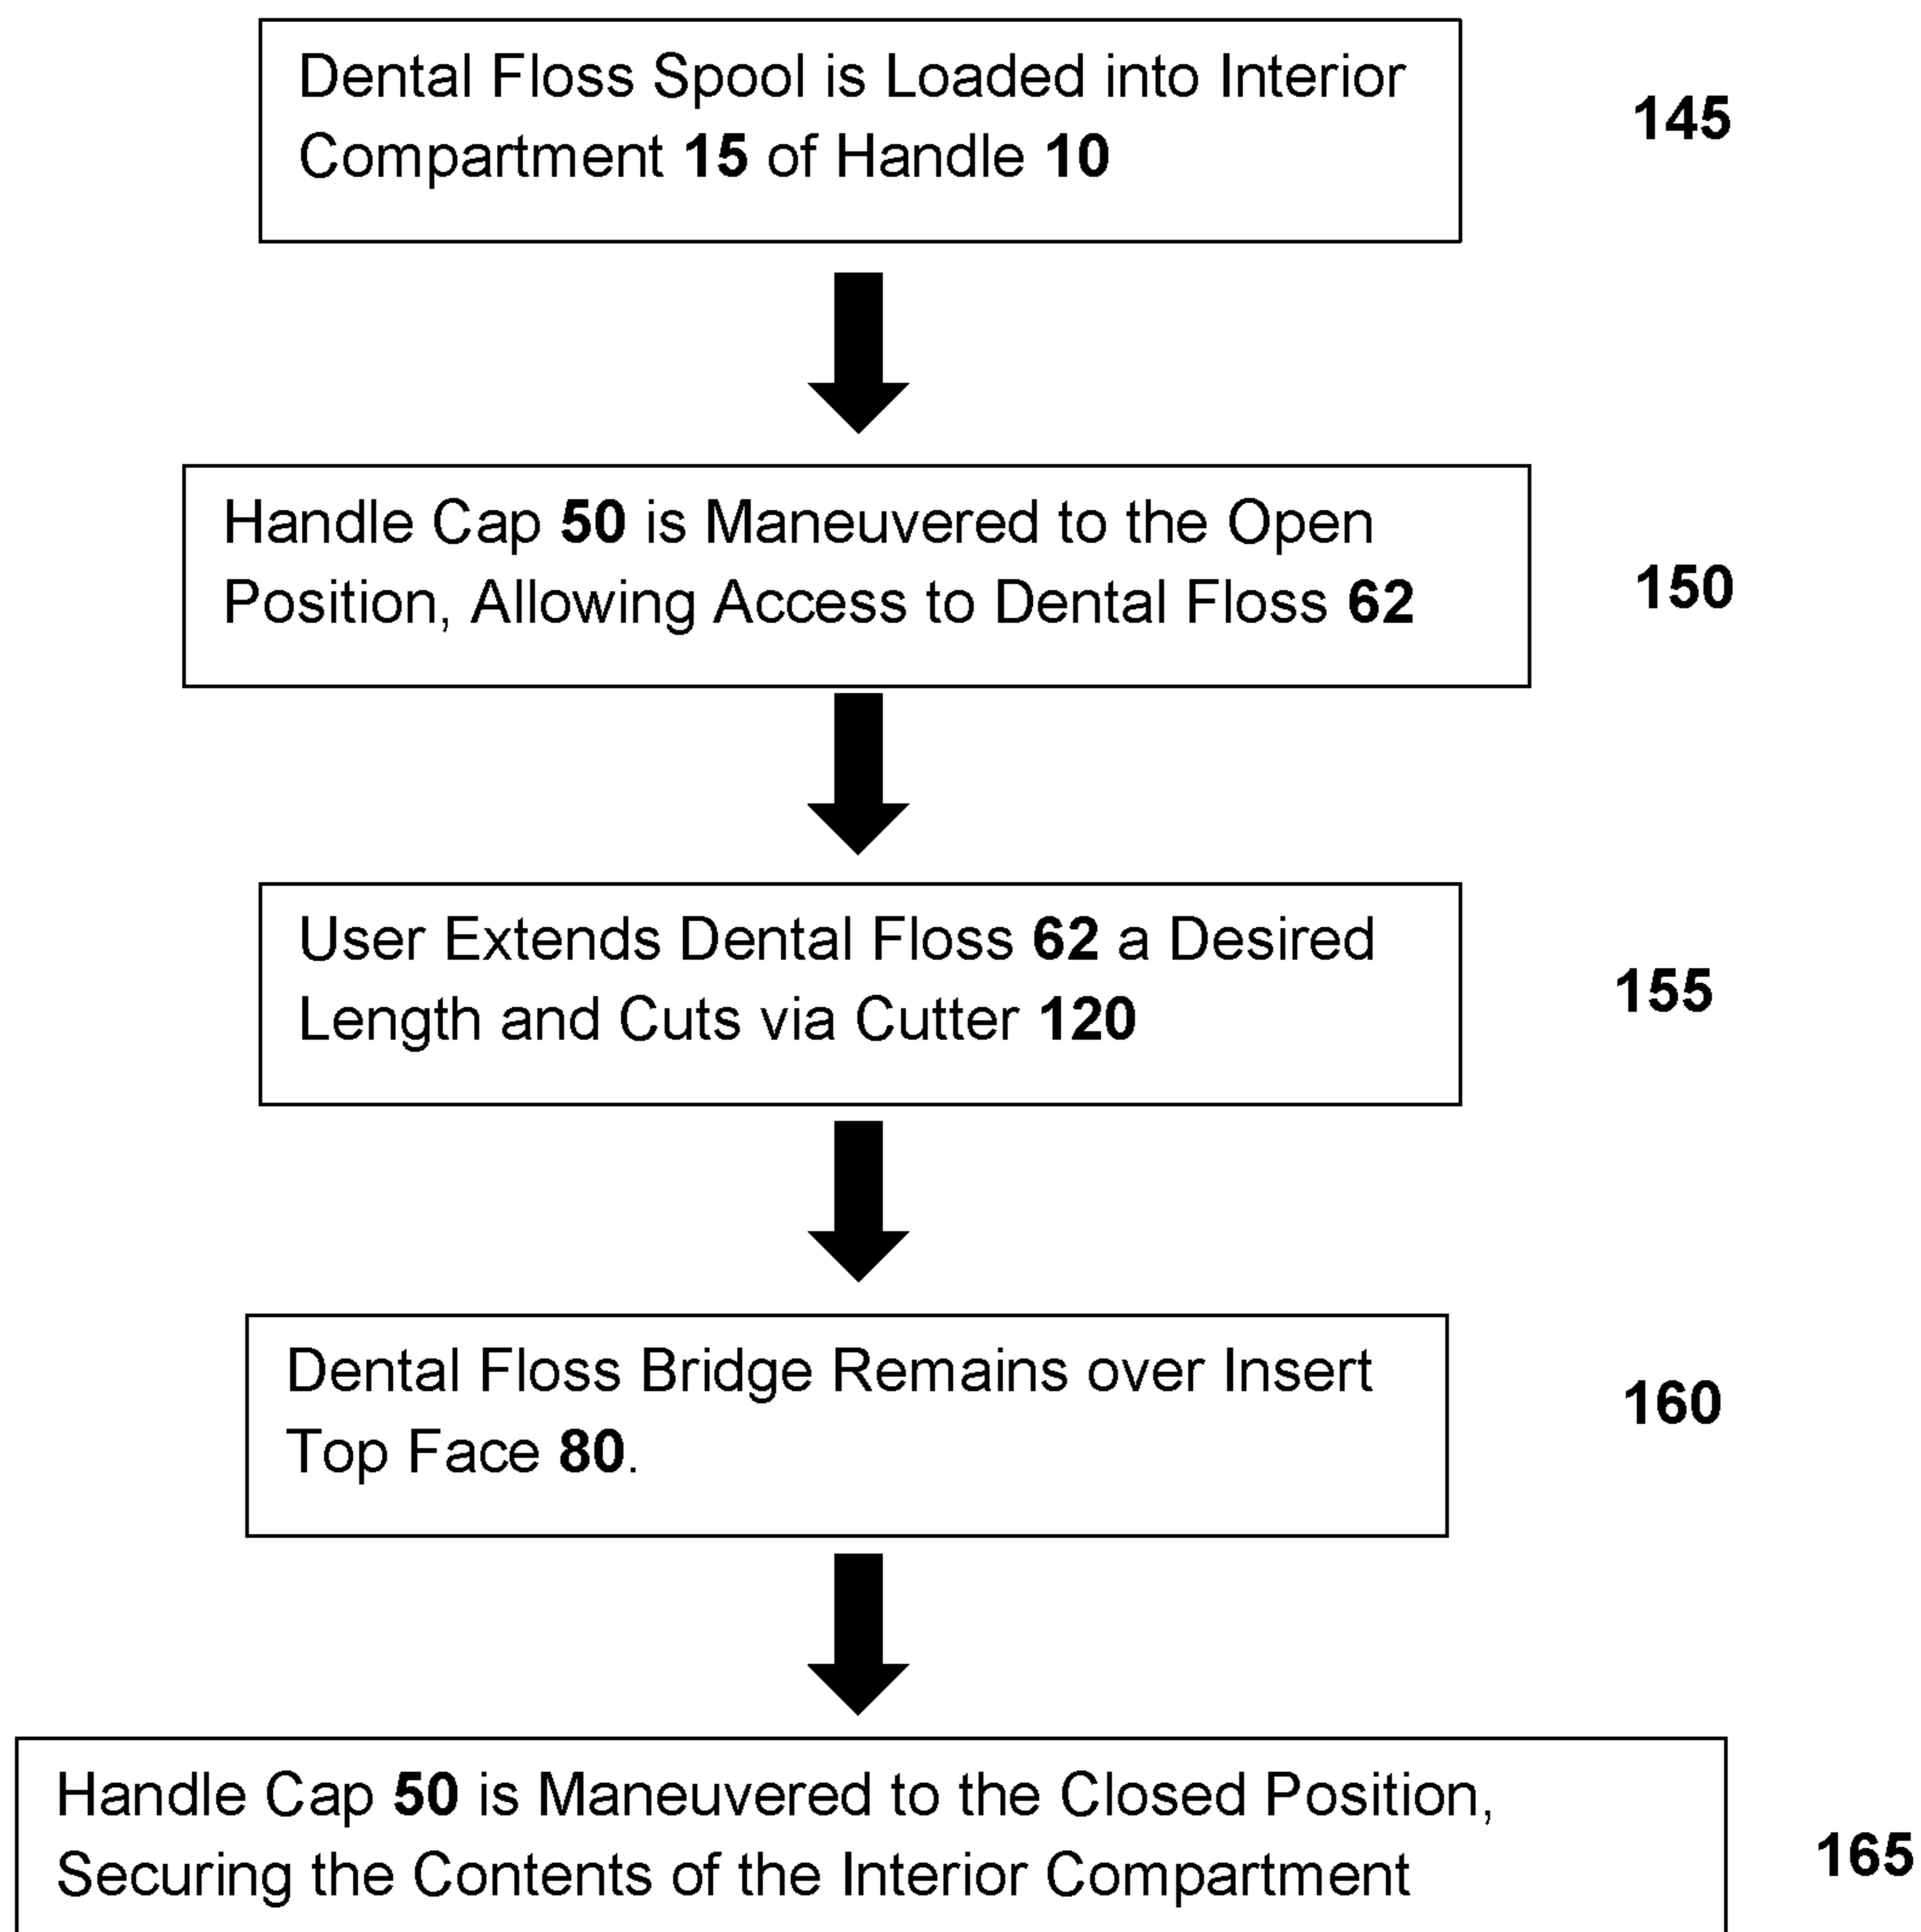 Dental Floss Spool is Loaded into Interior
Compartment 15 of Handle 10
145
Handle Cap 50 is Maneuvered to the Open
Position, Allowing Access to Dental Floss 62
150
User Extends Dental Floss 62 a Desired
Length and Cuts via Cutter 120
155
Dental Floss Bridge Remains over Insert
Top Face 80.
160
Handle Cap 50 is Maneuvered to the Closed Position,
Securing the Contents of the Interior Compartment
165